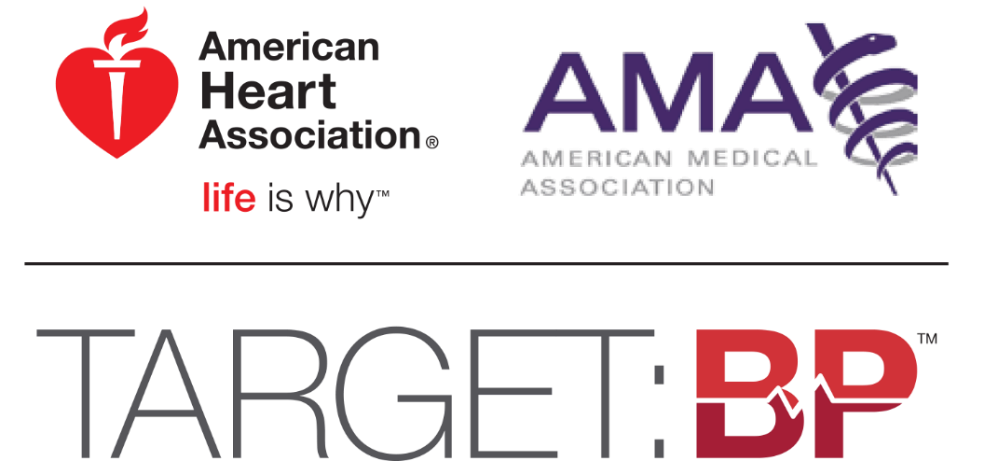 American
Heart
Association®
life is why™
AMA
AMERICAN MEDICAL
ASSOCIATION
TARGET:BP™